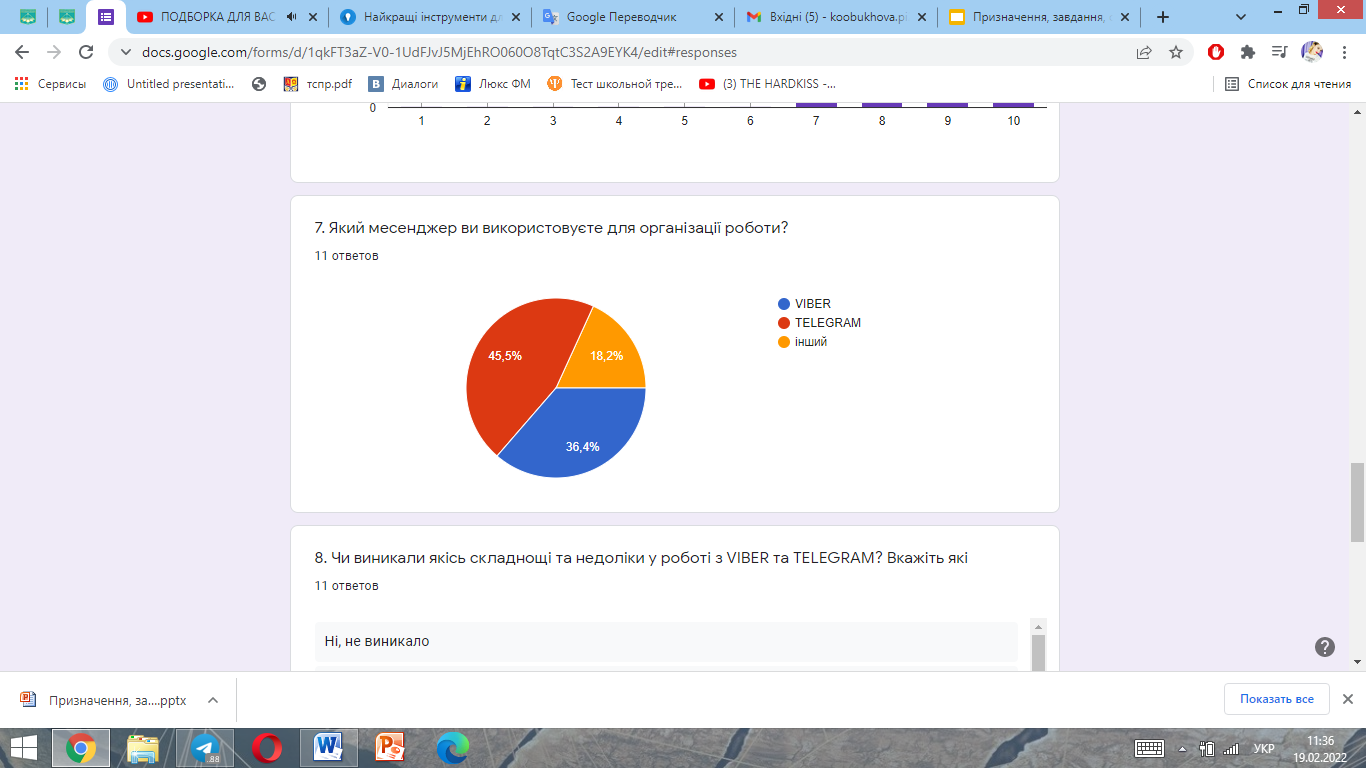 ПОДБОРКА ДЛЯ ВАС
Найкращі інструменти дл
Google Переводчик
Вхідні (5) - koobukhova.pi
Призначення, завдання,
docs.google.com/forms/d/1qkFT3aZ-V0-1UdFJvJ5MjEhRO060O8TqtC3S2A9EYK4/edit#responses
Сервисы
Untitled presentati...
тспр.pdf
Диалоги
Люкс ФМ
Тест школьной тре...
(3) THE HARDKISS -...
Список для чтения
0
1 2 3 4 5 6 7 8 9 10
7. Який месенджер ви використовуєте для організації роботи?
11 ответов
VIBER
TELEGRAM
інший
45,5%
18,2%
36,4%
8. Чи виникали якісь складнощі та недоліки у роботі з VIBER та TELEGRAM? Вкажіть які
11 ответов
Ні, не виникало
Призначення, за....pptx
Показать все
88
УКР
11:36
19.02.2022